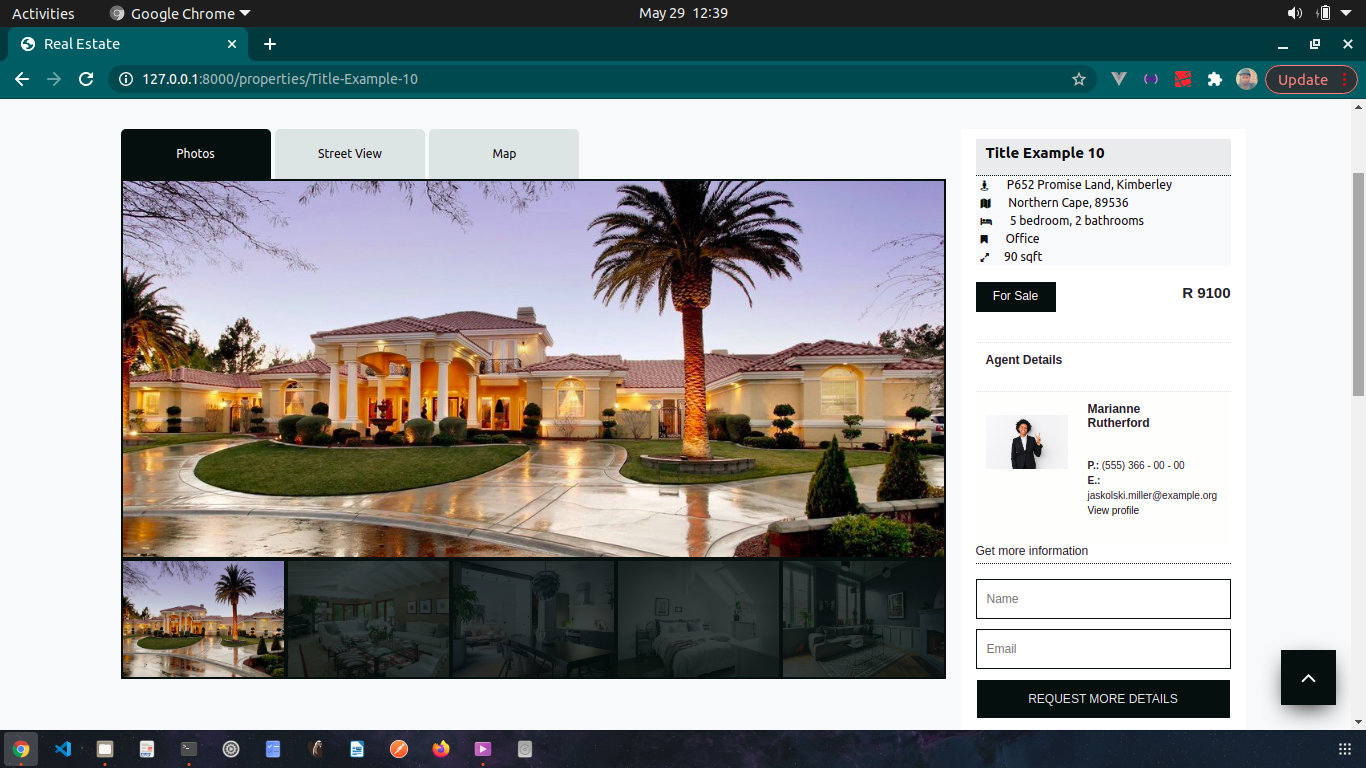 Activities
Google Chrome
May 29 12:39
Real Estate
127.0.0.1:8000/properties/Title-Example-10
Update
Photos
Street View
Map
Title Example 10
P652 Promise Land, Kimberley
Northern Cape, 89536
5 bedroom, 2 bathrooms
Office
90 sqft
For Sale
R 9100
Agent Details
Marianne
Rutherford
P.: (555) 366 - 00 - 00
E.:
jaskolski.miller@example.org
View profile
Get more information
Name
Email
REQUEST MORE DETAILS